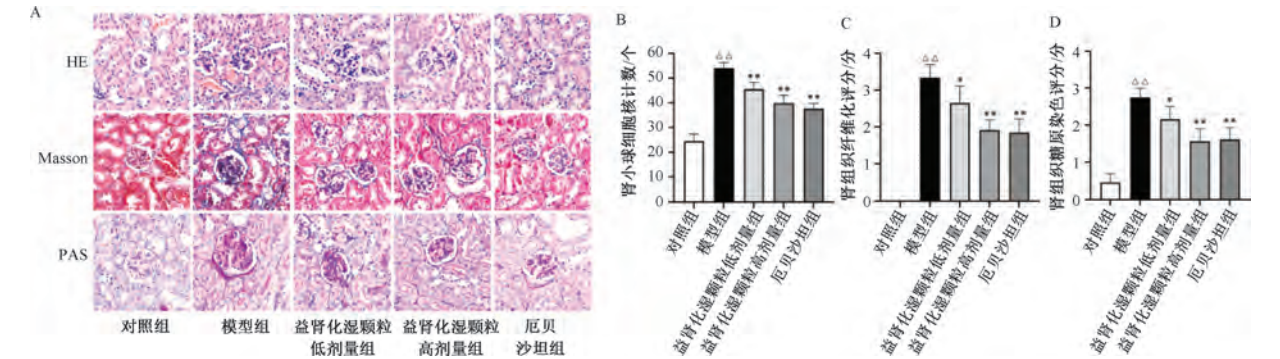 A
HE
Masson
PAS
对照组
模型组
益肾化湿颗粒
低剂量组
益肾化湿颗粒
高剂量组
厄贝
沙坦组
B
肾小球细胞核计数/个
60
50
40
30
20
10
0
△△
**
**
**
对照组
模型组
益肾化湿颗粒低剂量组
益肾化湿颗粒高剂量组
厄贝沙坦组
C
肾组织纤维化评分/分
4
3
2
1
0
△△
*
**
**
对照组
模型组
益肾化湿颗粒低剂量组
益肾化湿颗粒高剂量组
厄贝沙坦组
D
肾组织糖原染色评分/分
4
3
2
1
0
△△
*
**
**
对照组
模型组
益肾化湿颗粒低剂量组
益肾化湿颗粒高剂量组
厄贝沙坦组